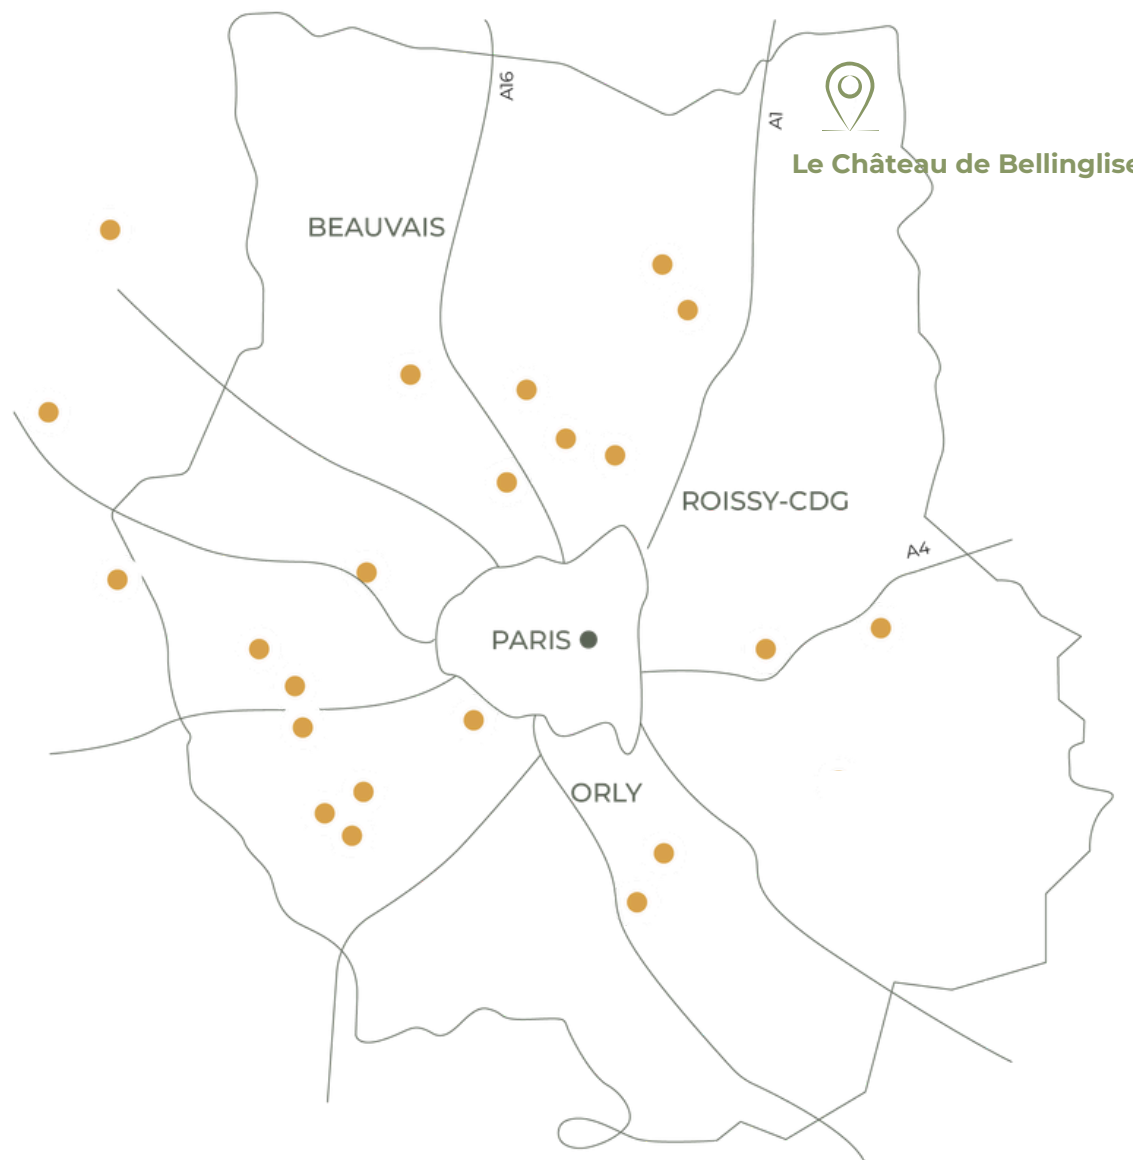 A16
A1
Le Château de Bellinglise
BEAUVAIS
ROISSY-CDG
A4
PARIS
ORLY